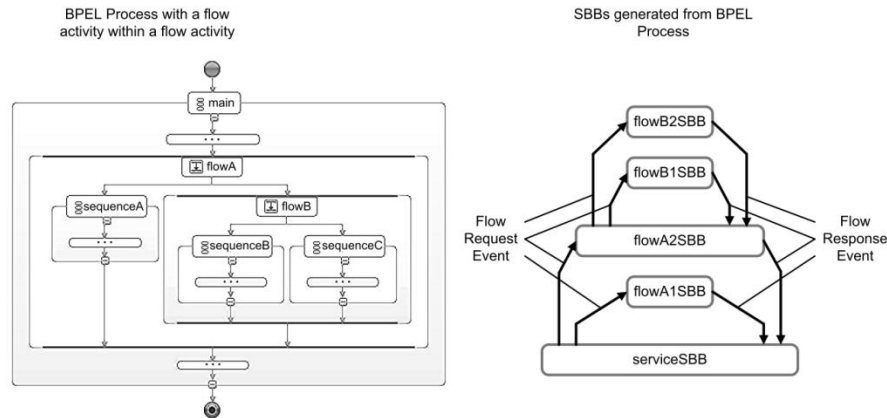 BPEL Process with a flow
activity within a flow activity
main
flowA
sequenceA
flowB
sequenceB
sequenceC
SBBs generated from BPEL
Process
flowB2SBB
flowB1SBB
Flow
Request
Event
flowA2SBB
Flow
Response
Event
flowA1SBB
serviceSBB